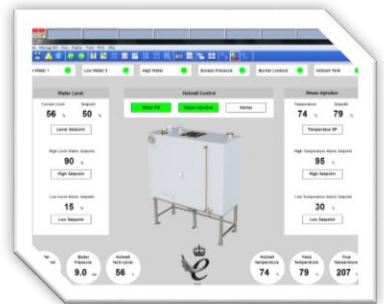 Low Water 2
High Water
Excess Pressure
Burner Lockout
Hotwell Tank
Water Level
Hotwell Control
Steam Injection
Current Level
Setpoint
56 %
50 %
Water Fill
Steam Injection
Alarms
Temperature
Setpoint
74 °C
79 °C
Level Setpoint
Temperature SP
High Level Alarm Setpoint
90 %
High Setpoint
High Temperature Alarm Setpoint
95 °C
High Setpoint
Low Level Alarm Setpoint
15 %
Low Setpoint
Low Temperature Alarm Setpoint
30 °C
Low Setpoint
Boiler
Pressure
9.0
Hotwell
Tank Level
56 %
Hotwell
Temperature
74 °C
Feed
Temperature
79 °C
Flue
Temperature
207